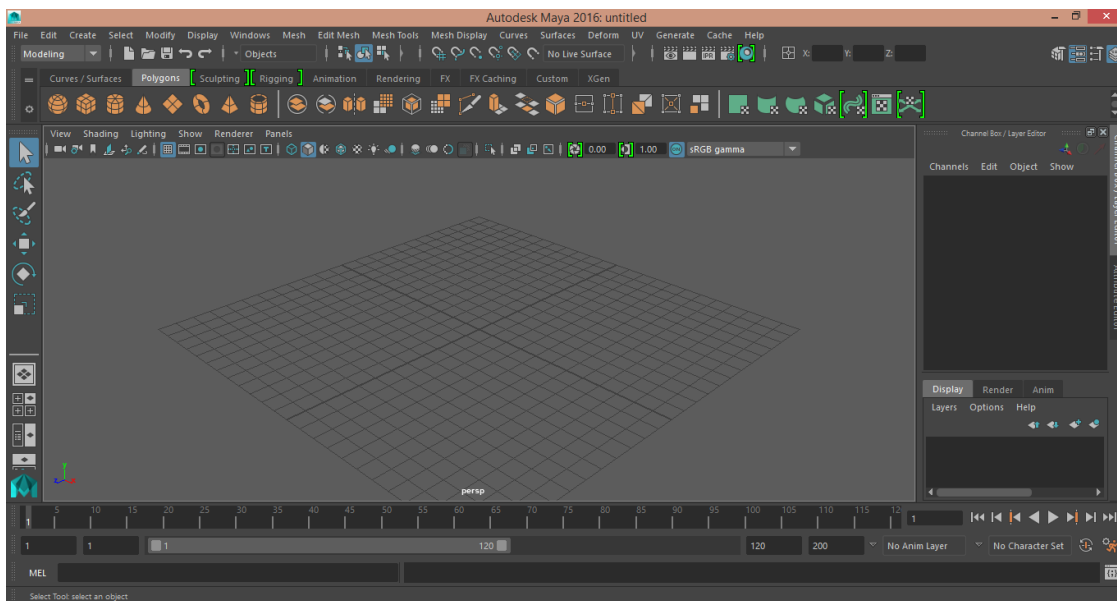 Autodesk Maya 2016: untitled
File Edit Create Select Modify Display Windows Mesh Edit Mesh Mesh Tools Mesh Display Curves Surfaces Deform UV Generate Cache Help
Modeling Objects No Live Surface IPR X: Y: Z:
Curves / Surfaces Polygons Sculpting Rigging Animation Rendering FX FX Caching Custom XGen
View Shading Lighting Show Renderer Panels
0.00 1.00 sRGB gamma
Channel Box / Layer Editor
Channels Edit Object Show
Attribute Editor
Display Render Anim
Layers Options Help
y
persp
5 10 15 20 25 30 35 40 45 50 55 60 65 70 75 80 85 90 95 100 105 110 115
1 1
1 1 1 120 120 200 No Anim Layer No Character Set
MEL
Select Tool: select an object